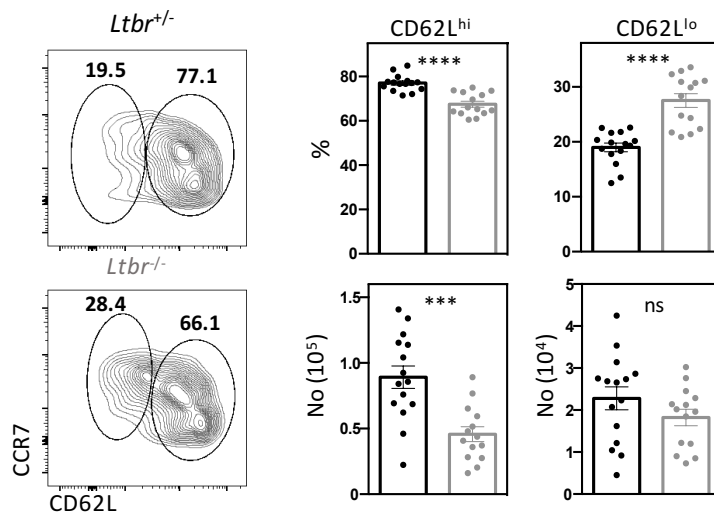 Ltbr+/-
19.5 77.1
Ltbr-/-
28.4 66.1
CCR7
CD62L
CD62Lhi
****
%
80
60
40
20
0
CD62Llo
****
30
20
10
0
***
No (10⁵)
1.5
1.0
0.5
0
ns
No (10⁴)
5
4
3
2
1
0